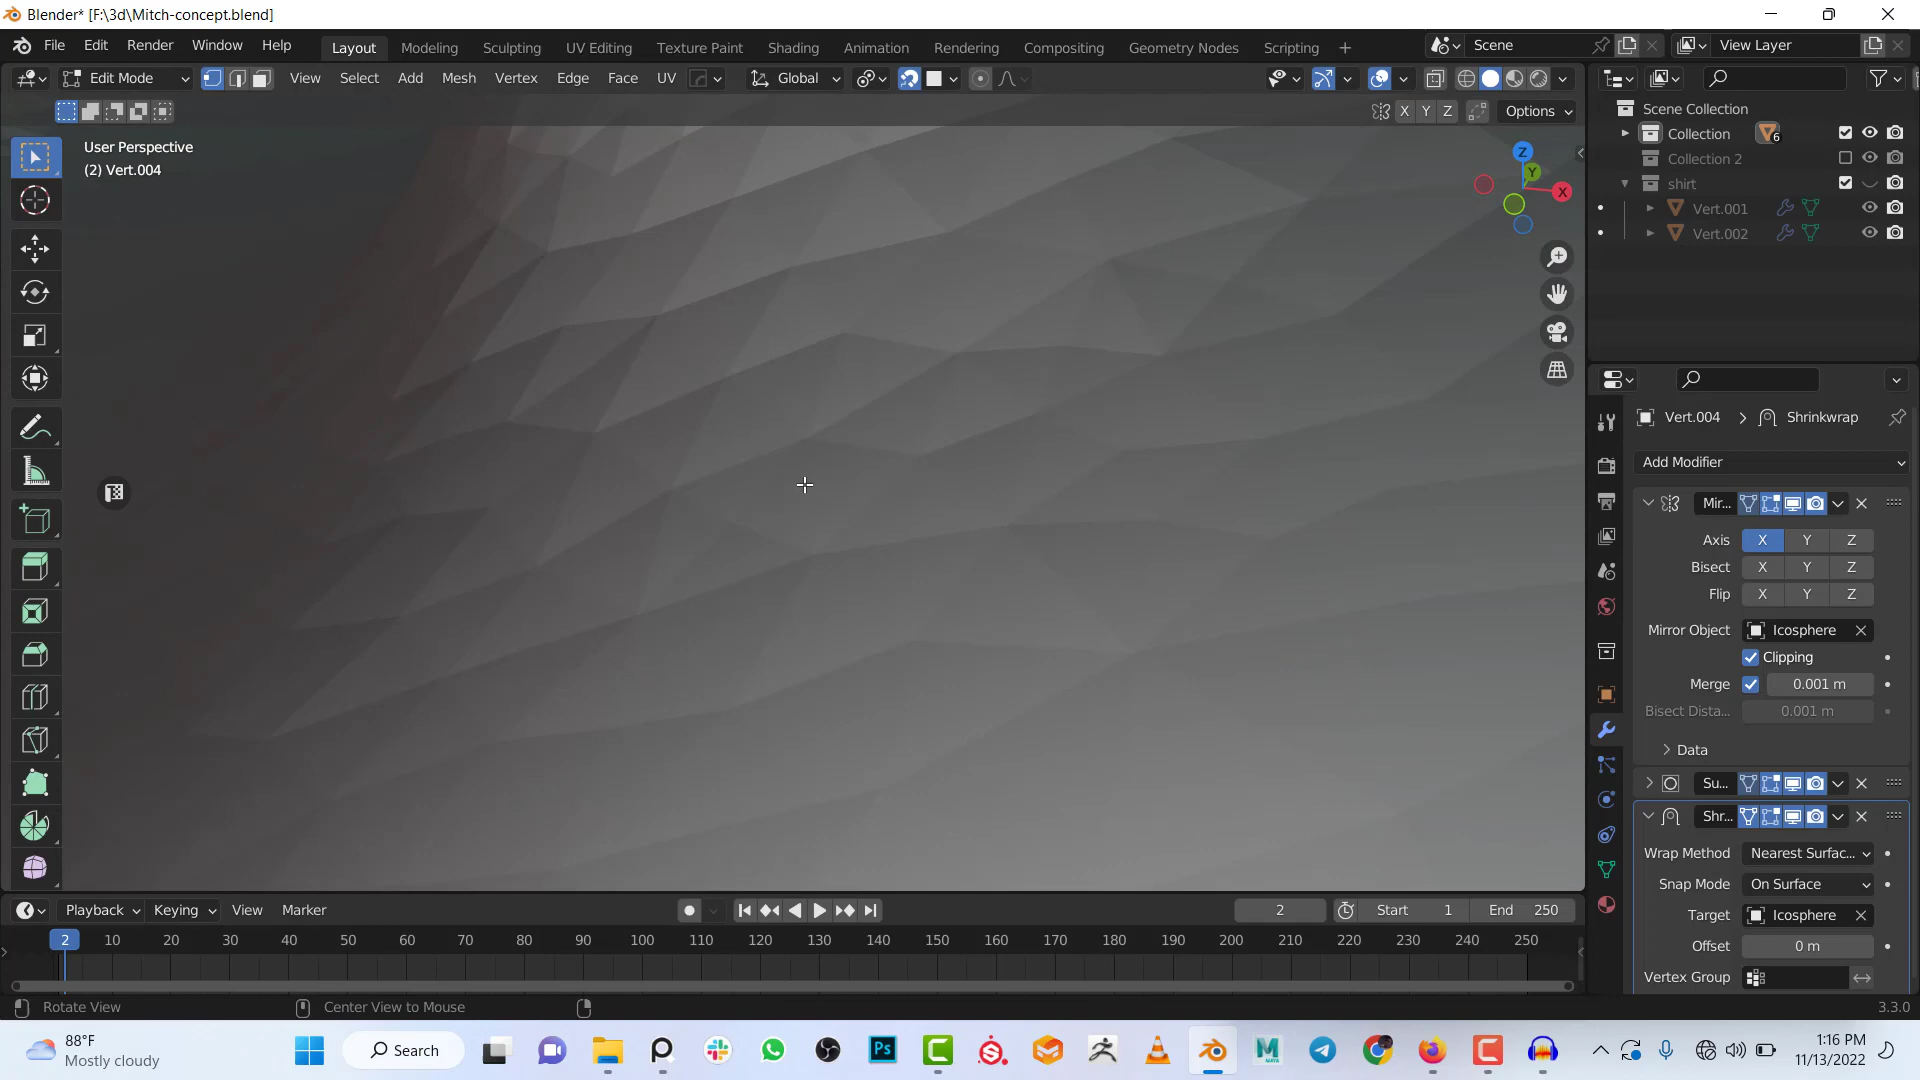 Blender* [F:\3d\Mitch-concept.blend]
File Edit Render Window Help Layout Modeling Sculpting UV Editing Texture Paint Shading Animation Rendering Compositing Geometry Nodes Scripting + Scene View Layer
Edit Mode View Select Add Mesh Vertex Edge Face UV Global
X Y Z Options
User Perspective
(2) Vert.004
Z
Y
X
Scene Collection
Collection 6
Collection 2
shirt
Vert.001
Vert.002
Vert.004 > Shrinkwrap
Add Modifier
Mir...
Axis X Y Z
Bisect X Y Z
Flip X Y Z
Mirror Object Icosphere
Clipping
Merge 0.001 m
Bisect Dista... 0.001 m
Data
Su...
Shr...
Wrap Method Nearest Surfac...
Snap Mode On Surface
Target Icosphere
Offset 0 m
Vertex Group
Playback Keying View Marker 2 Start 1 End 250
2 10 20 30 40 50 60 70 80 90 100 110 120 130 140 150 160 170 180 190 200 210 220 230 240 250
Rotate View Center View to Mouse 3.3.0
88°F
Mostly cloudy
Search
Ps
MAYA
1:16 PM
11/13/2022